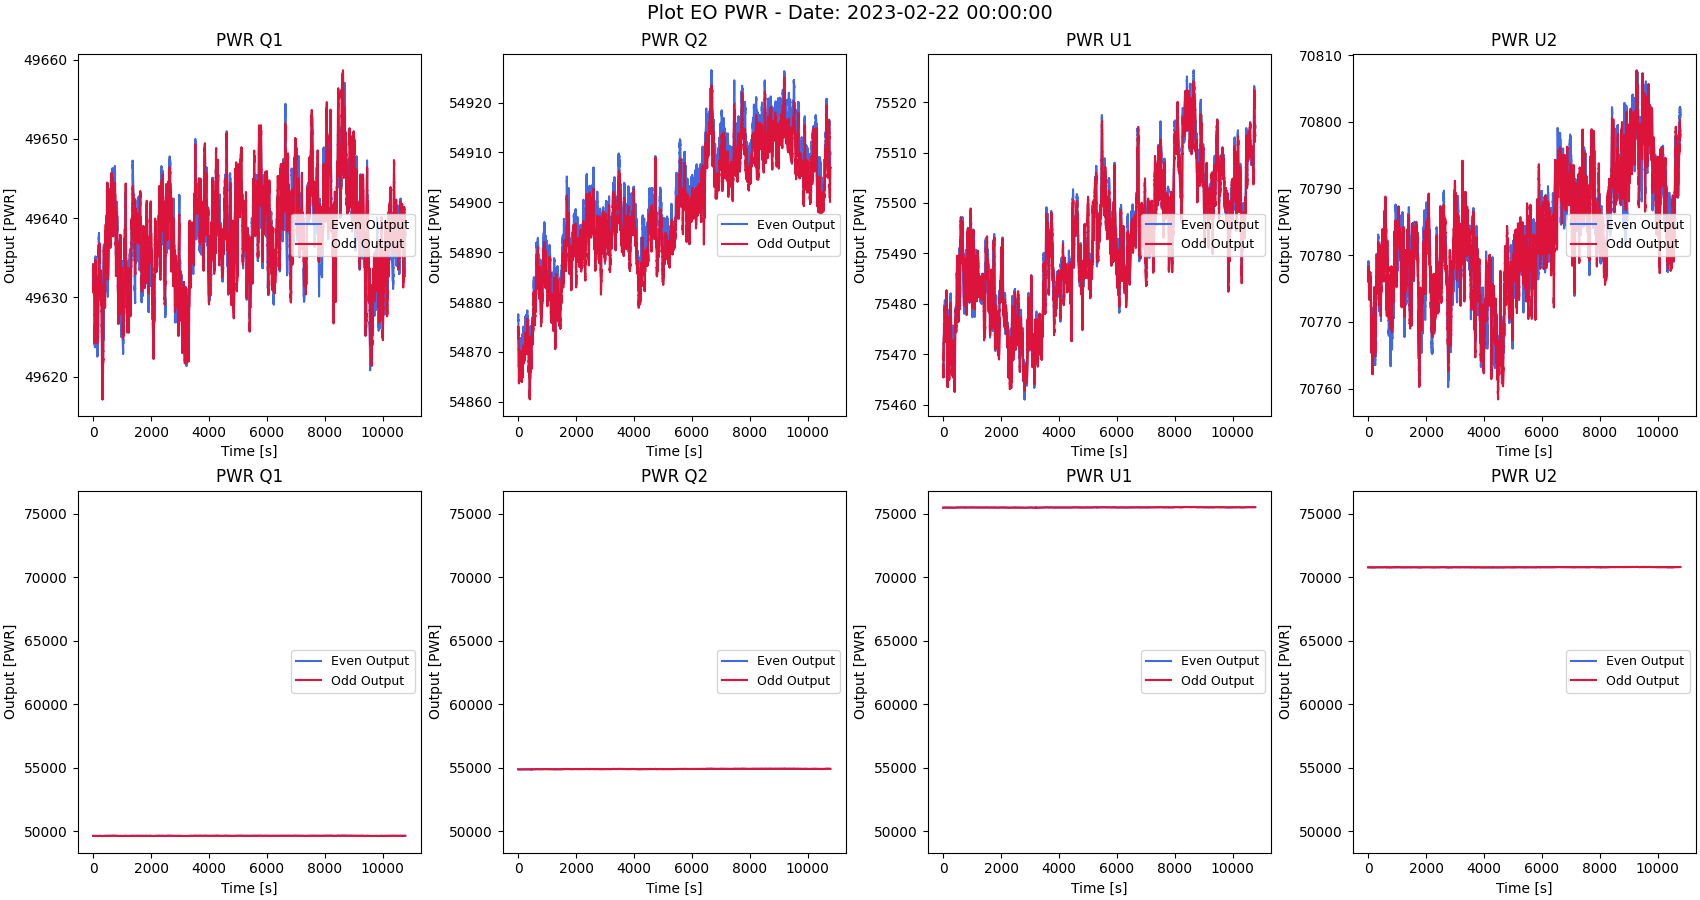 Plot EO PWR - Date: 2023-02-22 00:00:00
PWR Q1
Output [PWR]
49660
49650
49640
49630
49620
Even Output
Odd Output
0 2000 4000 6000 8000 10000
Time [s]
PWR Q2
Output [PWR]
54920
54910
54900
54890
54880
54870
54860
Even Output
Odd Output
0 2000 4000 6000 8000 10000
Time [s]
PWR U1
Output [PWR]
75520
75510
75500
75490
75480
75470
75460
Even Output
Odd Output
0 2000 4000 6000 8000 10000
Time [s]
PWR U2
Output [PWR]
70810
70800
70790
70780
70770
70760
Even Output
Odd Output
0 2000 4000 6000 8000 10000
Time [s]
PWR Q1
Output [PWR]
75000
70000
65000
60000
55000
50000
Even Output
Odd Output
0 2000 4000 6000 8000 10000
Time [s]
PWR Q2
Output [PWR]
75000
70000
65000
60000
55000
50000
Even Output
Odd Output
0 2000 4000 6000 8000 10000
Time [s]
PWR U1
Output [PWR]
75000
70000
65000
60000
55000
50000
Even Output
Odd Output
0 2000 4000 6000 8000 10000
Time [s]
PWR U2
Output [PWR]
75000
70000
65000
60000
55000
50000
Even Output
Odd Output
0 2000 4000 6000 8000 10000
Time [s]